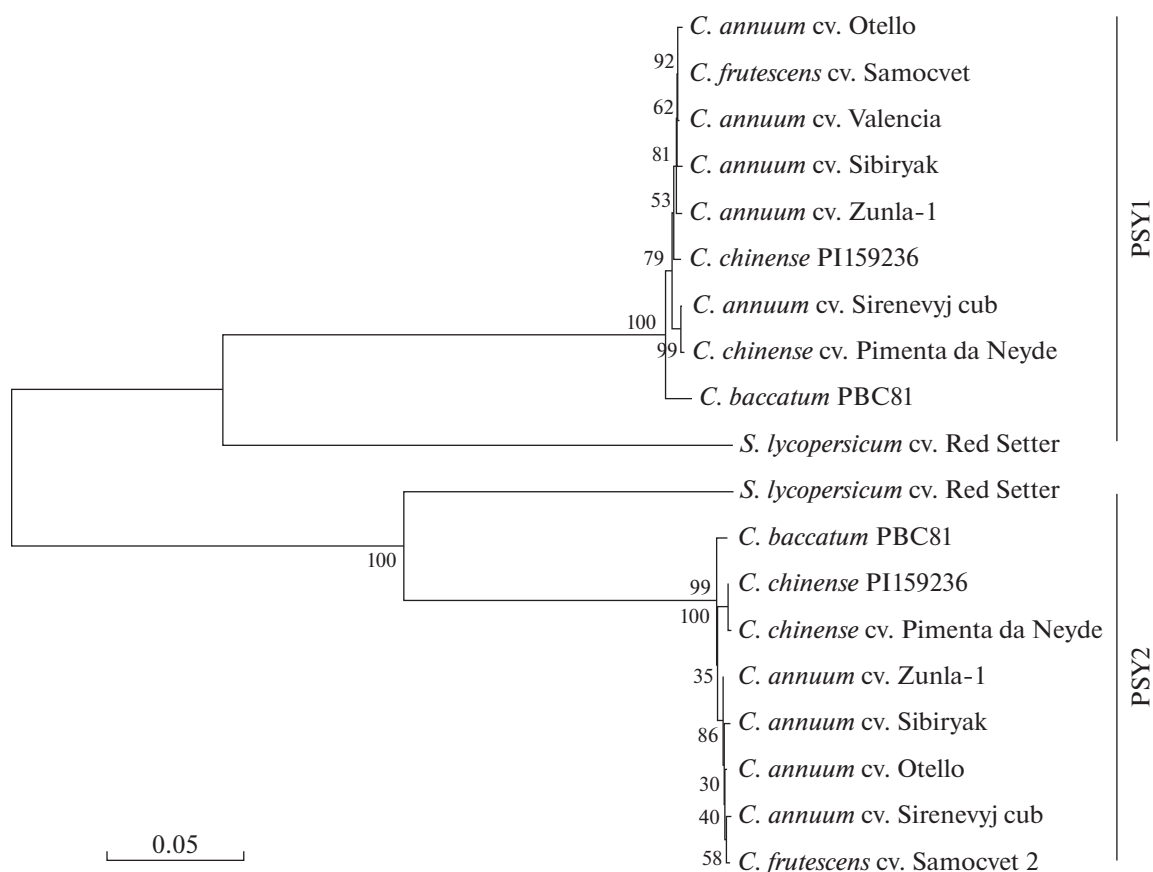 C. annuum cv. Otello
92
C. frutescens cv. Samocvet
62
C. annuum cv. Valencia
81
C. annuum cv. Sibiryak
53
C. annuum cv. Zunla-1
79
C. chinense PI159236
C. annuum cv. Sirenevyj cub
100
99
C. chinense cv. Pimenta da Neyde
C. baccatum PBC81
S. lycopersicum cv. Red Setter
PSY1
S. lycopersicum cv. Red Setter
C. baccatum PBC81
100
99
C. chinense PI159236
100
C. chinense cv. Pimenta da Neyde
35
C. annuum cv. Zunla-1
C. annuum cv. Sibiryak
86
C. annuum cv. Otello
30
C. annuum cv. Sirenevyj cub
40
C. frutescens cv. Samocvet 2
58
PSY2
0.05